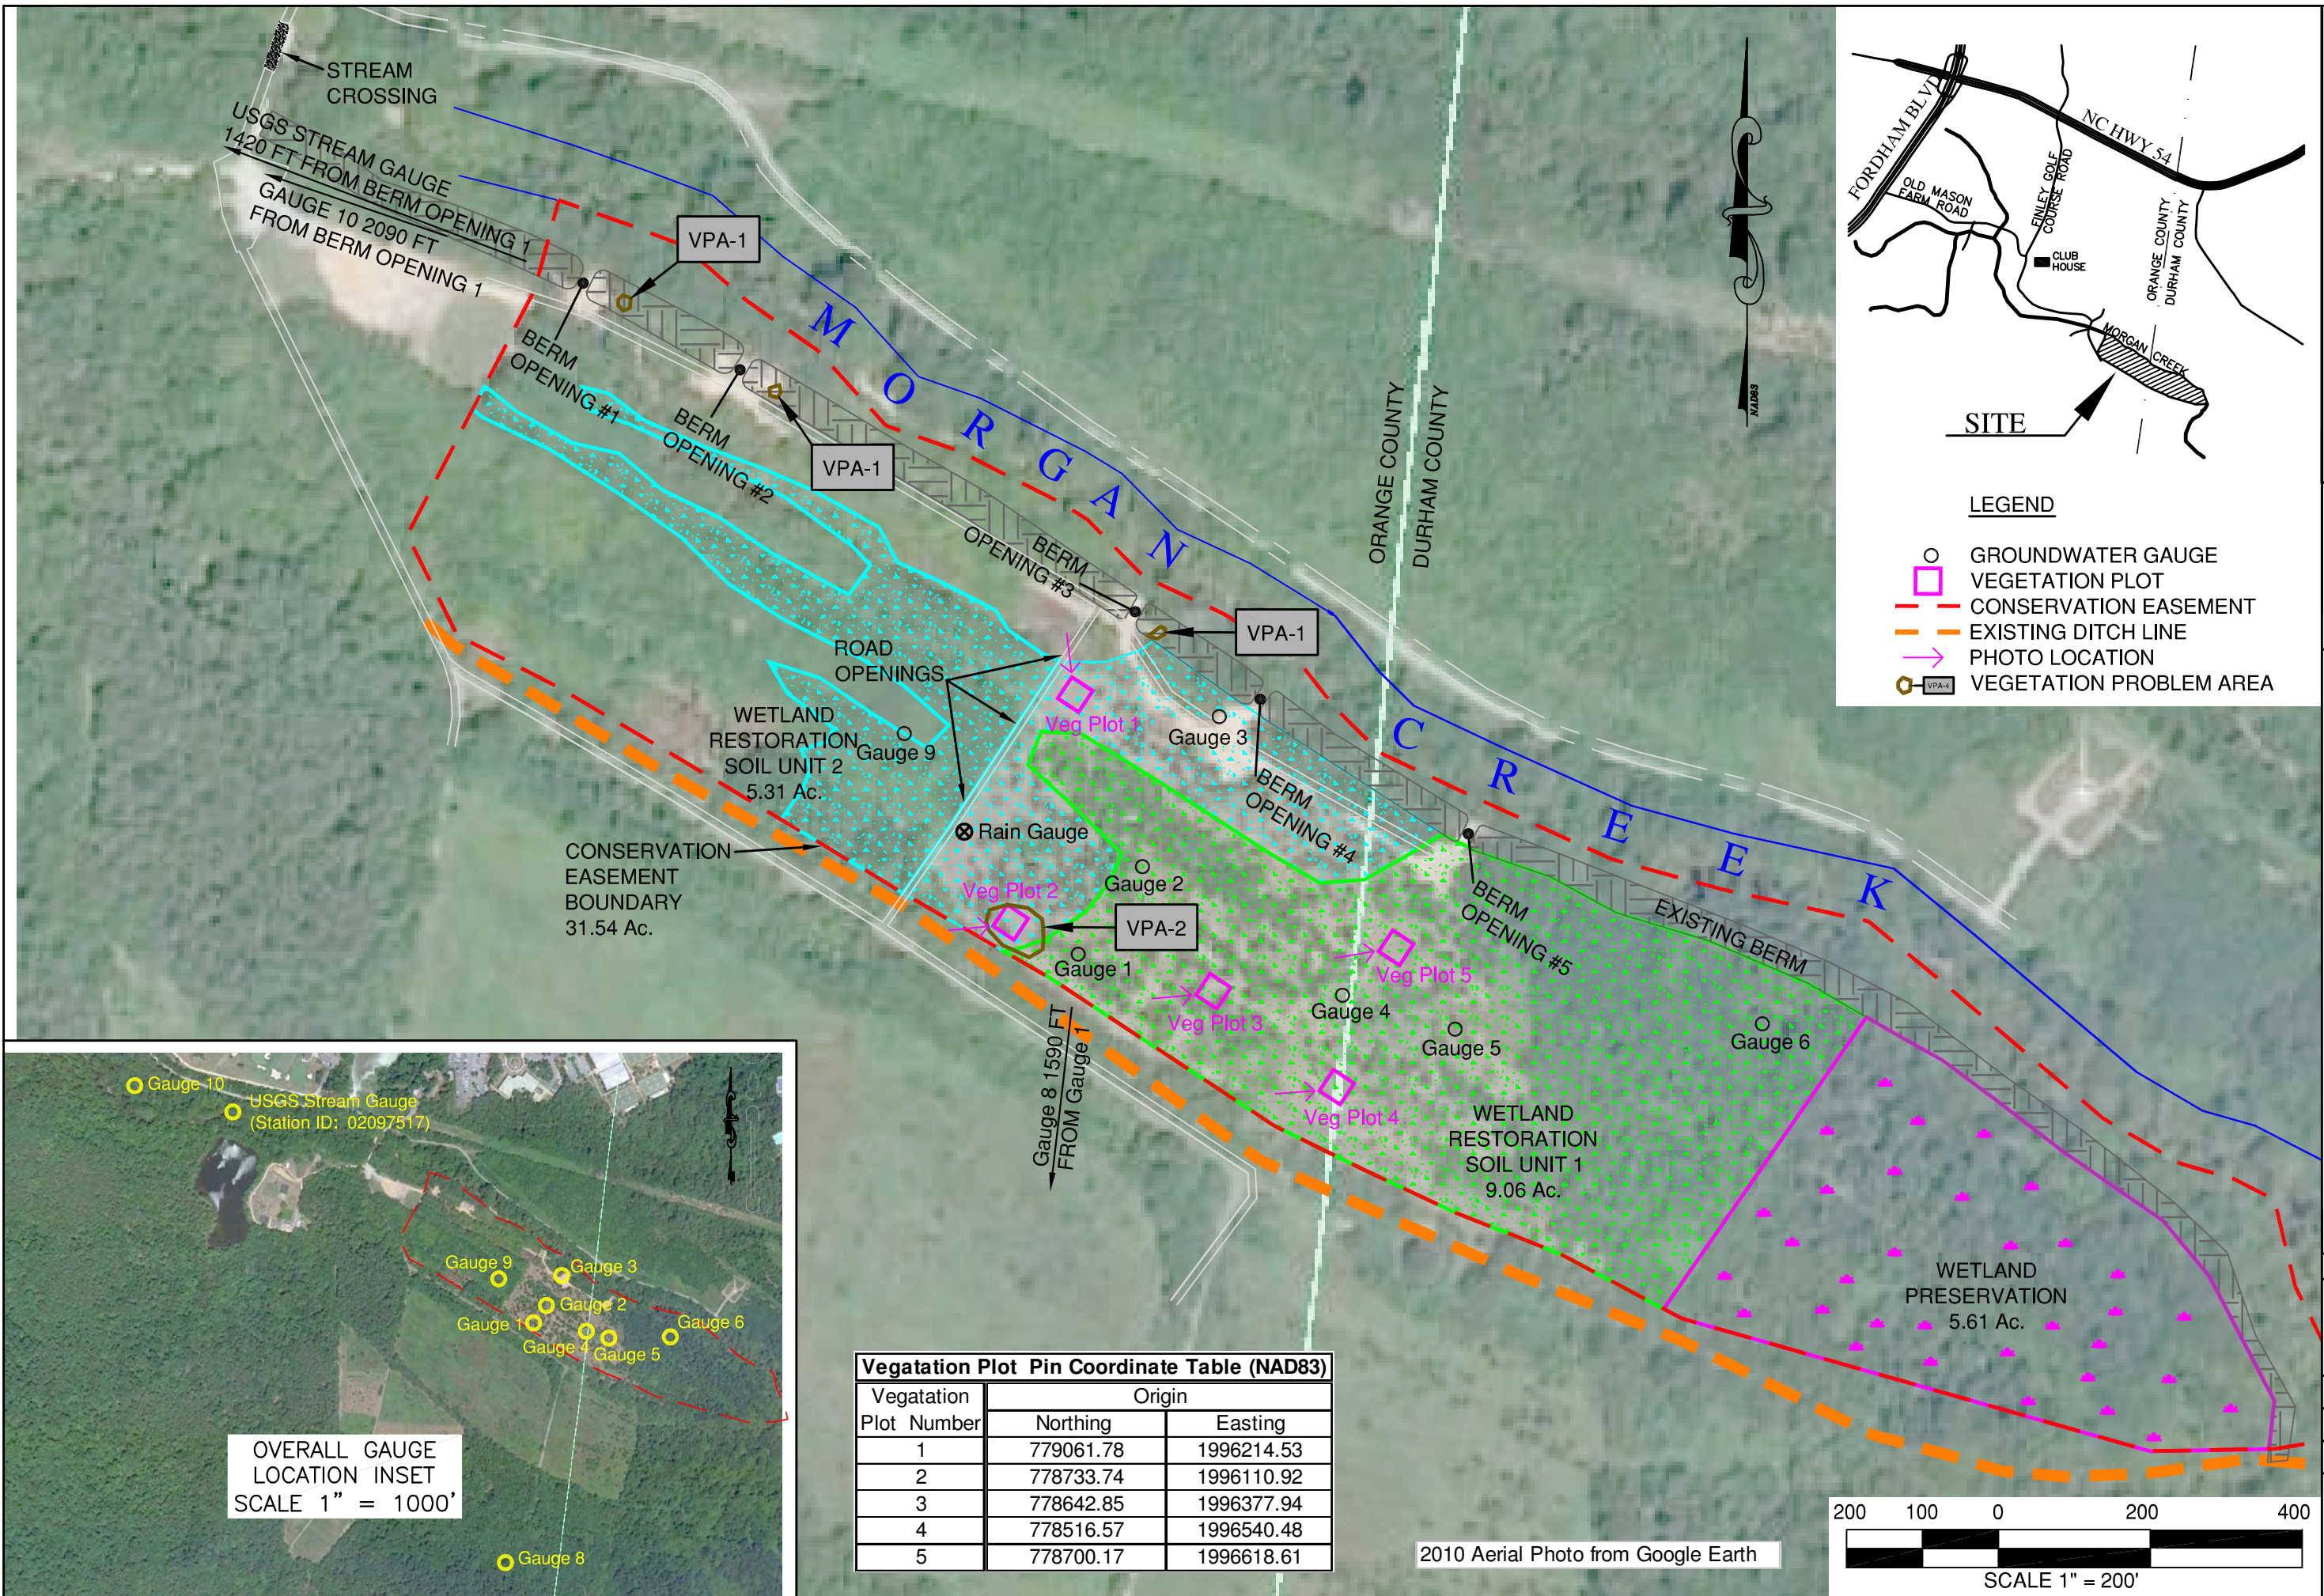 STREAM
CROSSING
USGS STREAM GAUGE
1420 FT FROM BERM OPENING 1
GAUGE 10 2090 FT
FROM BERM OPENING 1
VPA-1
BERM
OPENING #1
BERM
OPENING #2
VPA-1
MORGAN
CREEK
BERM
OPENING #3
VPA-1
ORANGE COUNTY
DURHAM COUNTY
NAD83
FORDHAM BLVD
NC HWY 54
OLD MASON
FARM ROAD
FINLEY GOLF
COURSE ROAD
CLUB
HOUSE
ORANGE COUNTY
DURHAM COUNTY
MORGAN CREEK
SITE
LEGEND
GROUNDWATER GAUGE
VEGETATION PLOT
CONSERVATION EASEMENT
EXISTING DITCH LINE
PHOTO LOCATION
VPA-4
VEGETATION PROBLEM AREA
ROAD
OPENINGS
Veg Plot 1
Gauge 3
WETLAND
RESTORATION
SOIL UNIT 2
5.31 Ac.
Gauge 9
BERM
OPENING #4
Rain Gauge
CONSERVATION
EASEMENT
BOUNDARY
31.54 Ac.
Gauge 2
Veg Plot 2
VPA-2
BERM
OPENING #5
EXISTING BERM
Gauge 1
Veg Plot 5
Veg Plot 3
Gauge 4
Gauge 5
Gauge 6
Gauge 8 1590 FT
FROM Gauge 1
Veg Plot 4
WETLAND
RESTORATION
SOIL UNIT 1
9.06 Ac.
WETLAND
PRESERVATION
5.61 Ac.
Gauge 10
USGS Stream Gauge
(Station ID: 02097517)
Gauge 9
Gauge 3
Gauge 2
Gauge 1
Gauge 6
Gauge 4
Gauge 5
Gauge 8
OVERALL GAUGE
LOCATION INSET
SCALE 1" = 1000'
Vegatation Plot Pin Coordinate Table (NAD83)
Vegatation Plot Number Origin
Northing Easting
1 779061.78 1996214.53
2 778733.74 1996110.92
3 778642.85 1996377.94
4 778516.57 1996540.48
5 778700.17 1996618.61
2010 Aerial Photo from Google Earth
200 100 0 200 400
SCALE 1" = 200'